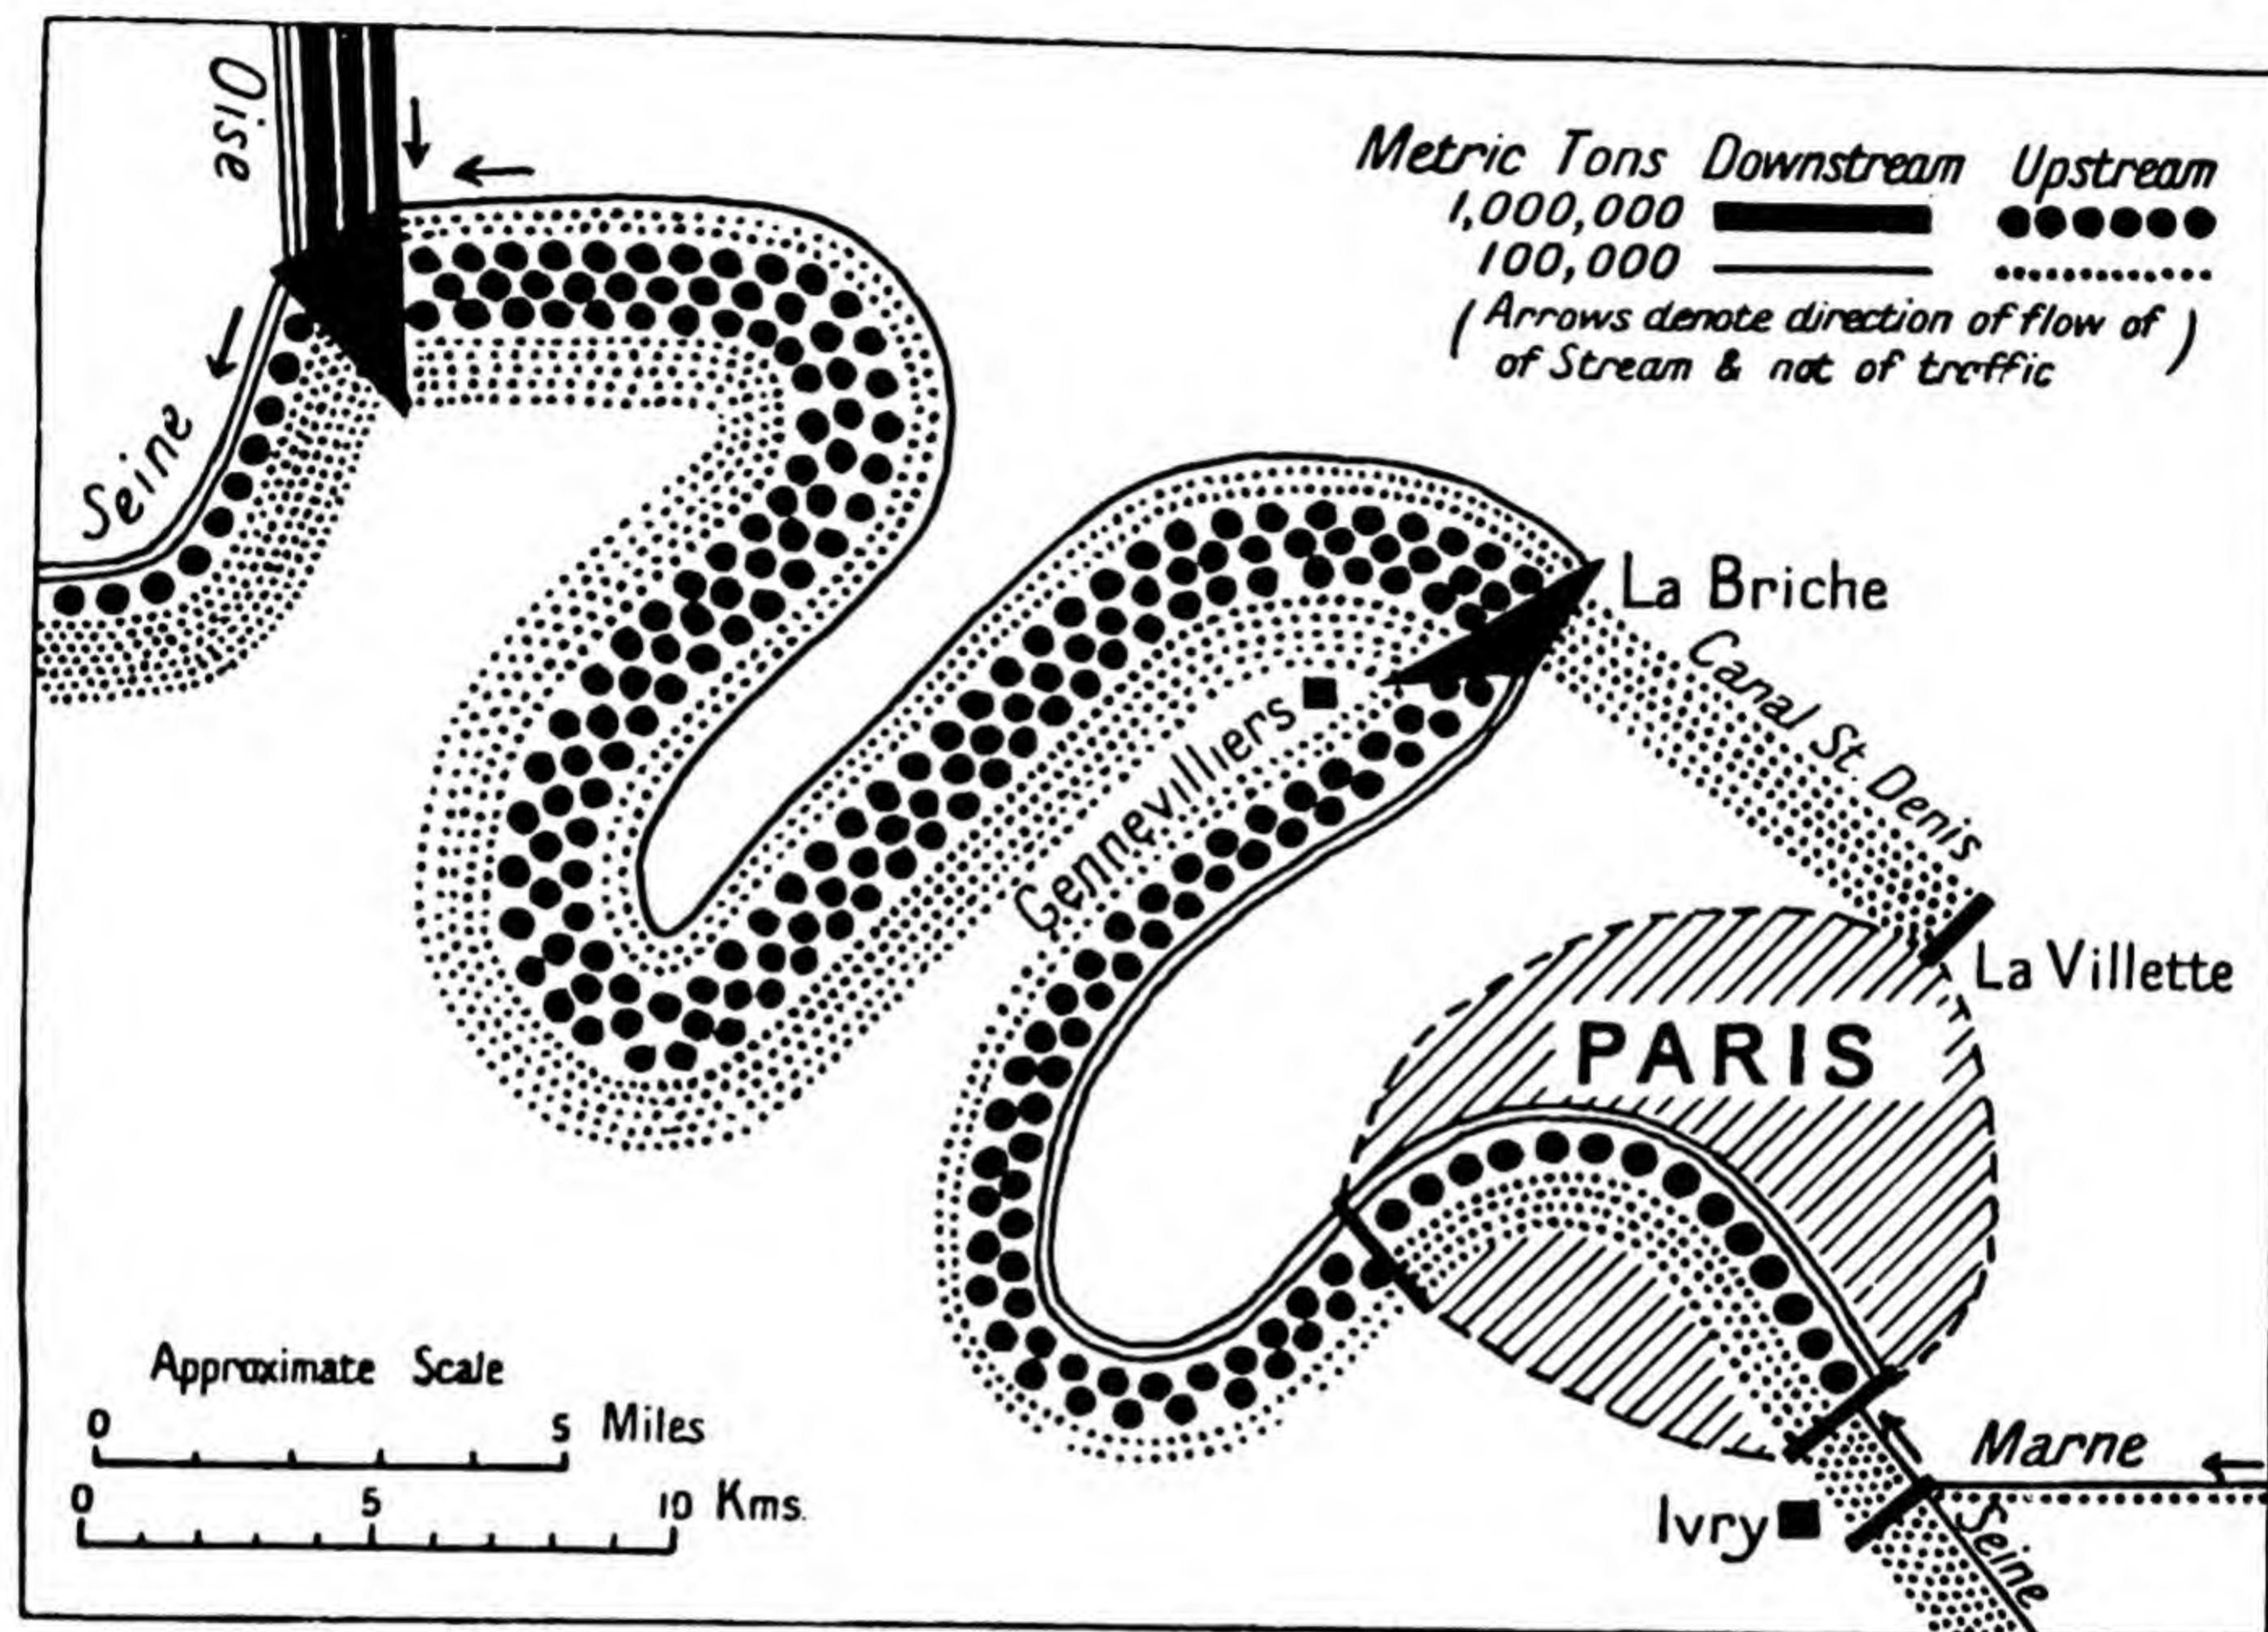 Oise
Metric Tons Downstream Upstream
1,000,000
100,000
( Arrows denote direction of flow of )
of Stream & not of traffic
Seine
La Briche
Canal St. Denis
Gennevilliers
La Villette
PARIS
Approximate Scale
0 5 Miles
0 5 10 Kms.
Marne
Ivry
Seine